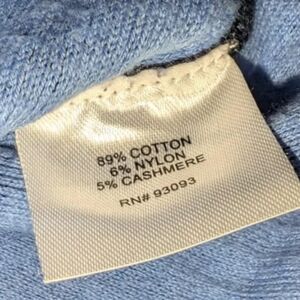 89% COTTON
6% NYLON
5% CASHMERE
RN# 93093